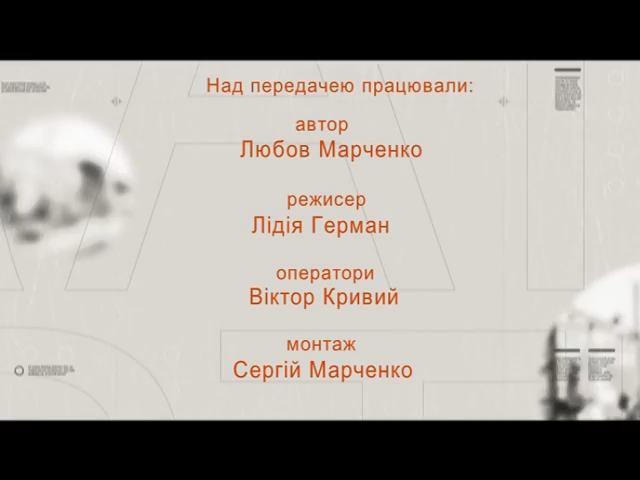 Над передачею працювали:
автор
Любов Марченко
режисер
Лідія Герман
оператори
Віктор Кривий
монтаж
Сергій Марченко